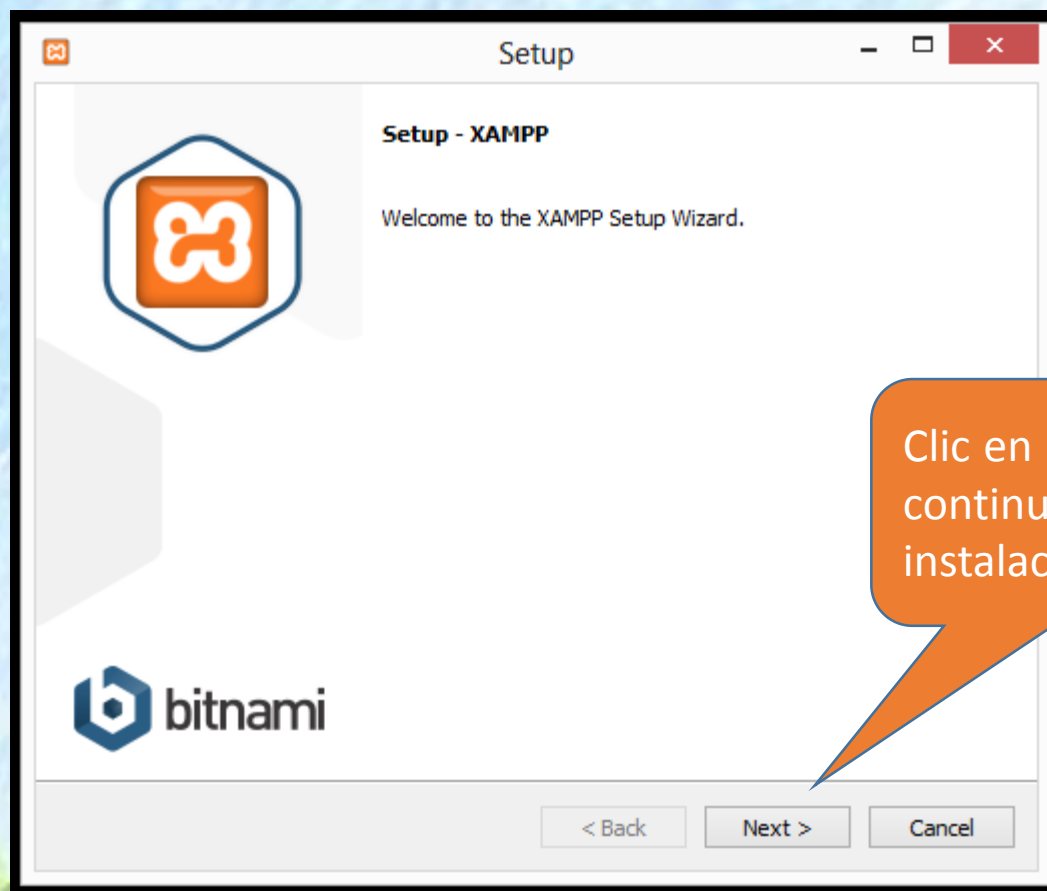 Setup
Setup - XAMPP
Welcome to the XAMPP Setup Wizard.
Clic en
bitnami
< Back
Next >
Cancel